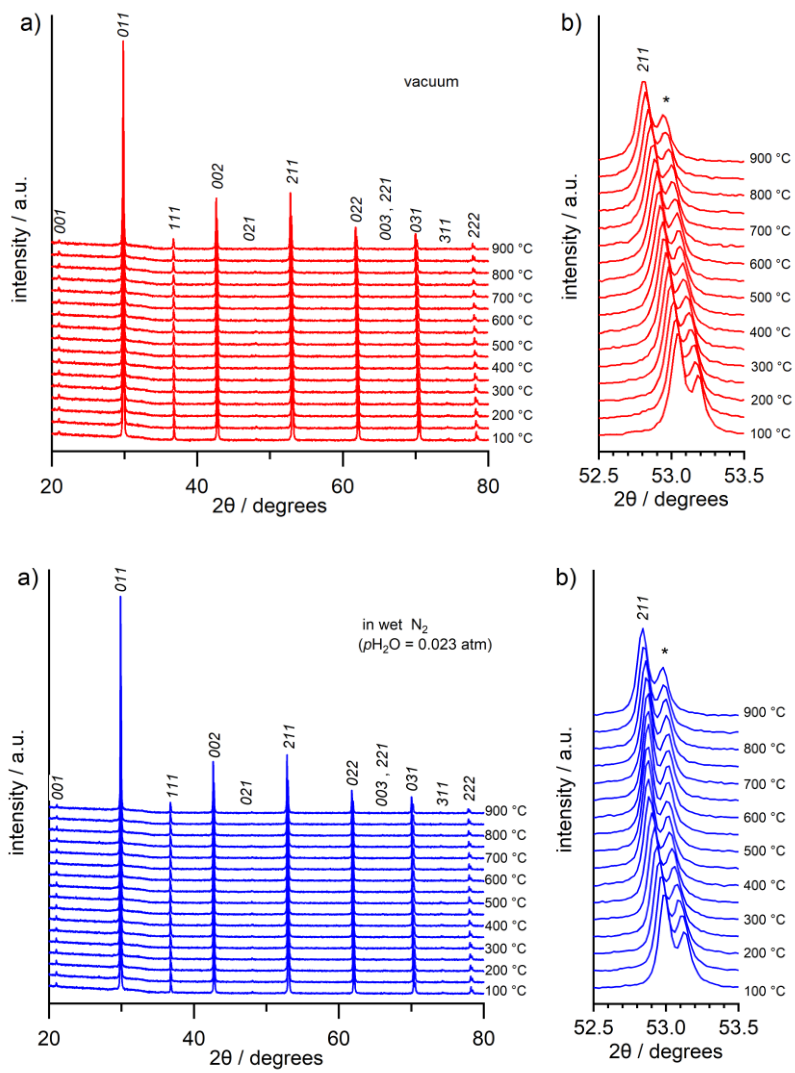 a)
011
vacuum
001
111
002
021
211
022
003 , 221
031
311
222
900 °C
800 °C
700 °C
600 °C
500 °C
400 °C
300 °C
200 °C
100 °C
intensity / a.u.
20 40 60 80
2θ / degrees
b)
211
*
900 °C
800 °C
700 °C
600 °C
500 °C
400 °C
300 °C
200 °C
100 °C
intensity / a.u.
52.5 53.0 53.5
2θ / degrees
a)
011
in wet N₂
(pH₂O = 0.023 atm)
001
111
002
021
211
022
003 , 221
031
311
222
900 °C
800 °C
700 °C
600 °C
500 °C
400 °C
300 °C
200 °C
100 °C
intensity / a.u.
20 40 60 80
2θ / degrees
b)
211
*
900 °C
800 °C
700 °C
600 °C
500 °C
400 °C
300 °C
200 °C
100 °C
intensity / a.u.
52.5 53.0 53.5
2θ / degrees